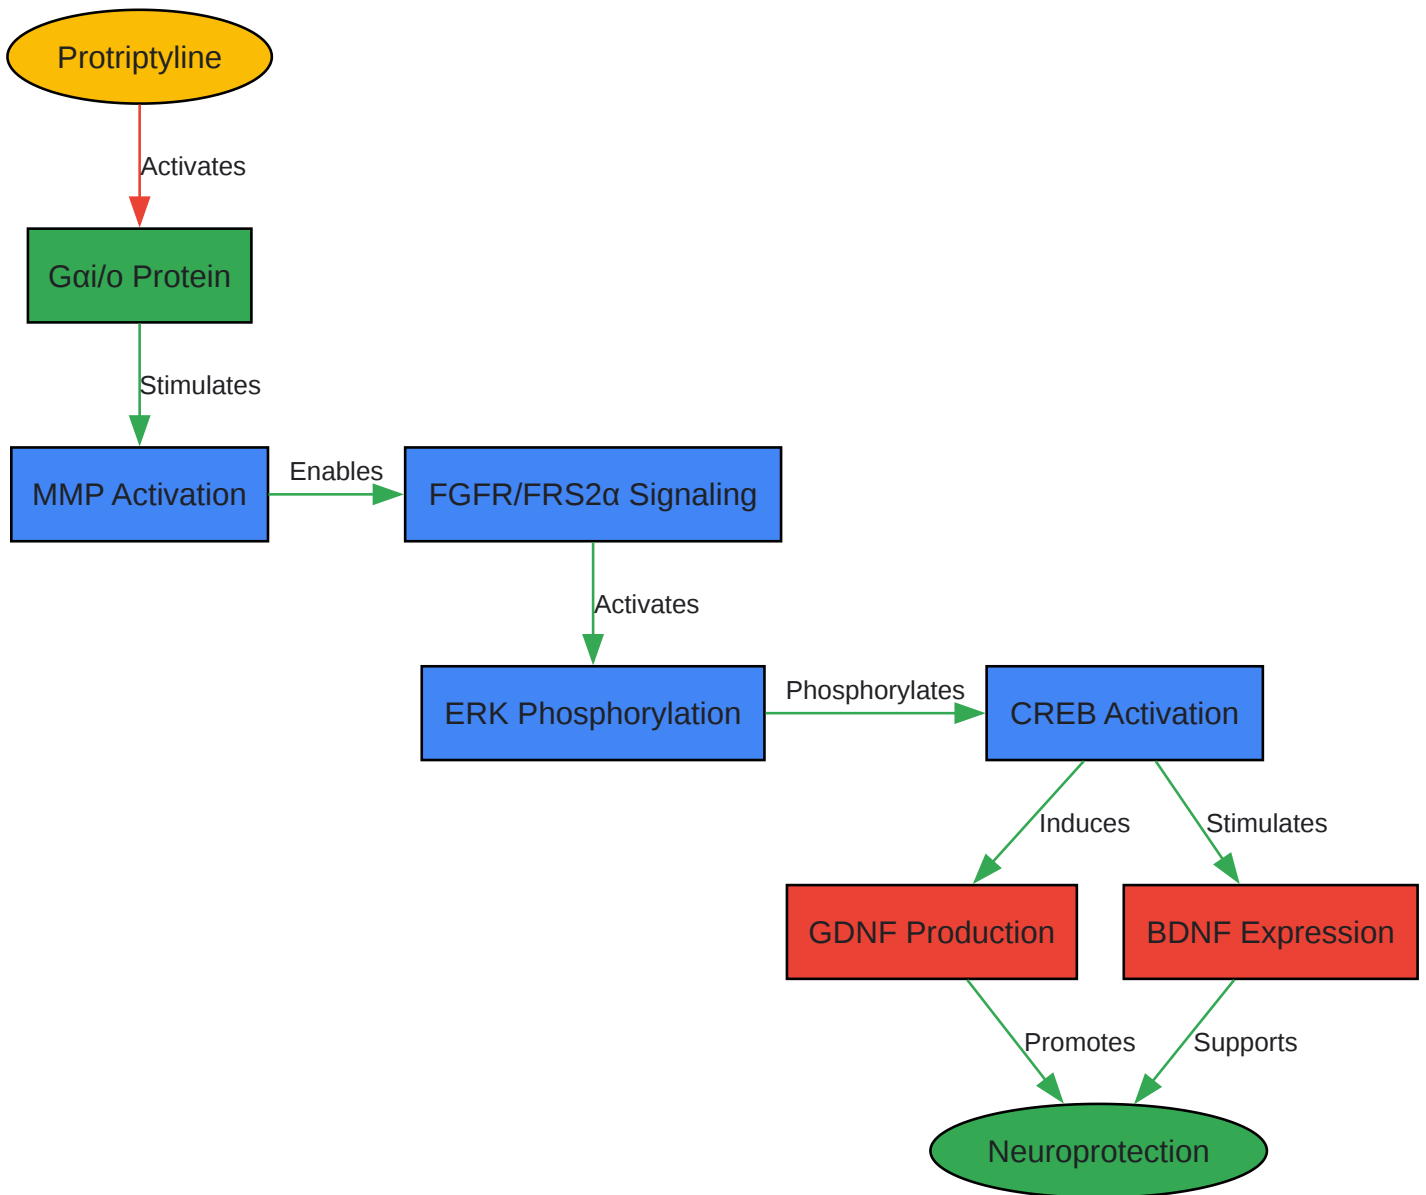 Protriptyline
Activates
Gαi/o Protein
Stimulates
MMP Activation
Enables
FGFR/FRS2α Signaling
Activates
ERK Phosphorylation
Phosphorylates
CREB Activation
Induces
Stimulates
GDNF Production
BDNF Expression
Promotes
Supports
Neuroprotection